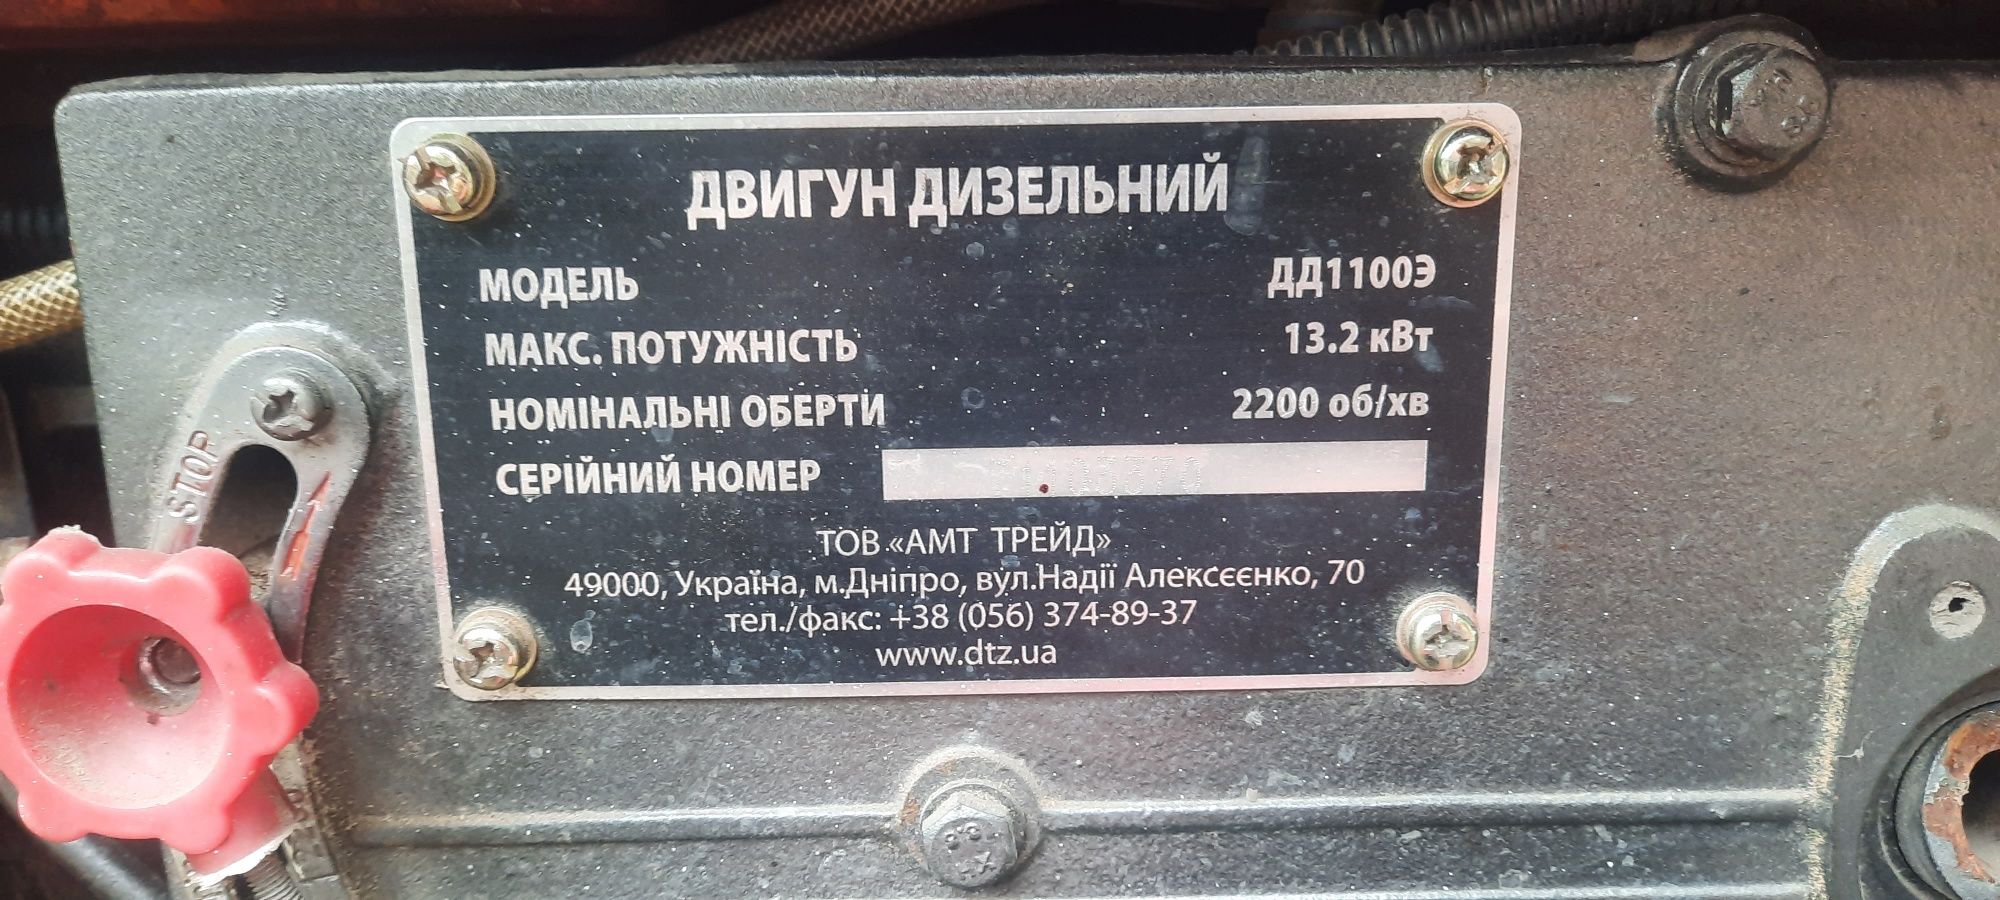 ДВИГУН ДИЗЕЛЬНИЙ
МОДЕЛЬ ДД1100Э
МАКС. ПОТУЖНІСТЬ 13.2 кВт
НОМІНАЛЬНІ ОБЕРТИ 2200 об/хв
СЕРІЙНИЙ НОМЕР
ТОВ «АМТ ТРЕЙД»
49000, Україна, м.Дніпро, вул.Надії Алексєєнко, 70
тел./факс: +38 (056) 374-89-37
www.dtz.ua
STOP